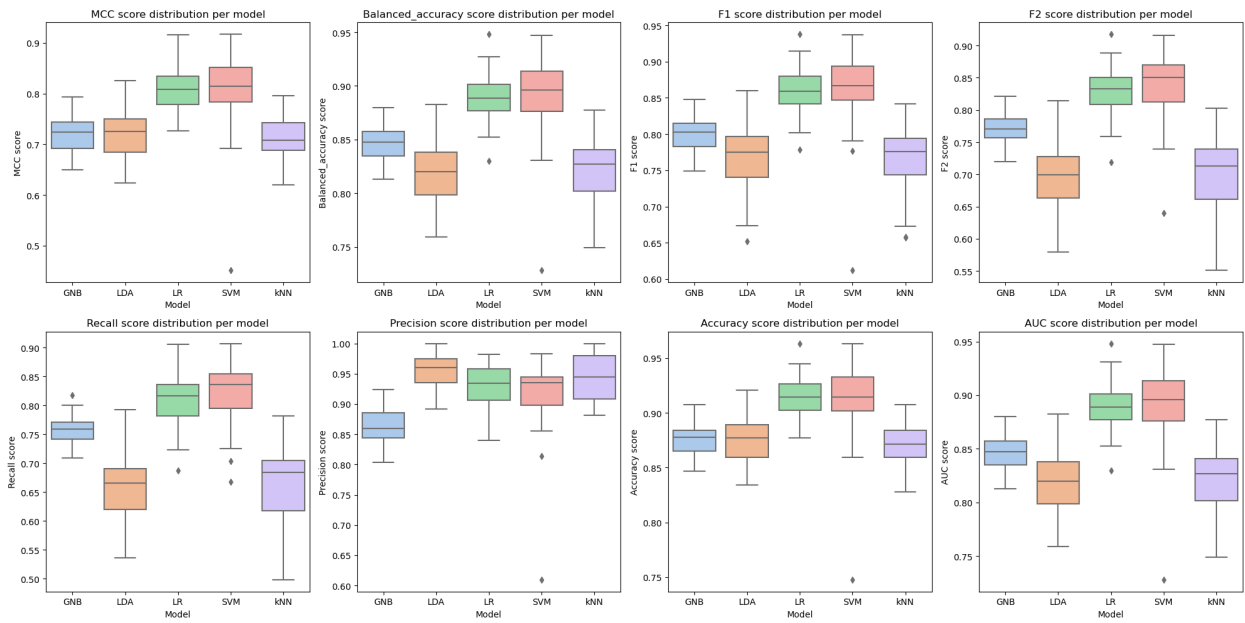 MCC score distribution per model
MCC score
0.9
0.8
0.7
0.6
0.5
GNB LDA LR SVM kNN
Model
Balanced_accuracy score distribution per model
Balanced_accuracy score
0.95
0.90
0.85
0.80
0.75
GNB LDA LR SVM kNN
Model
F1 score distribution per model
F1 score
0.95
0.90
0.85
0.80
0.75
0.70
0.65
0.60
GNB LDA LR SVM kNN
Model
F2 score distribution per model
F2 score
0.90
0.85
0.80
0.75
0.70
0.65
0.60
0.55
GNB LDA LR SVM kNN
Model
Recall score distribution per model
Recall score
0.90
0.85
0.80
0.75
0.70
0.65
0.60
0.55
0.50
GNB LDA LR SVM kNN
Model
Precision score distribution per model
Precision score
1.00
0.95
0.90
0.85
0.80
0.75
0.70
0.65
0.60
GNB LDA LR SVM kNN
Model
Accuracy score distribution per model
Accuracy score
0.95
0.90
0.85
0.80
0.75
GNB LDA LR SVM kNN
Model
AUC score distribution per model
AUC score
0.95
0.90
0.85
0.80
0.75
GNB LDA LR SVM kNN
Model